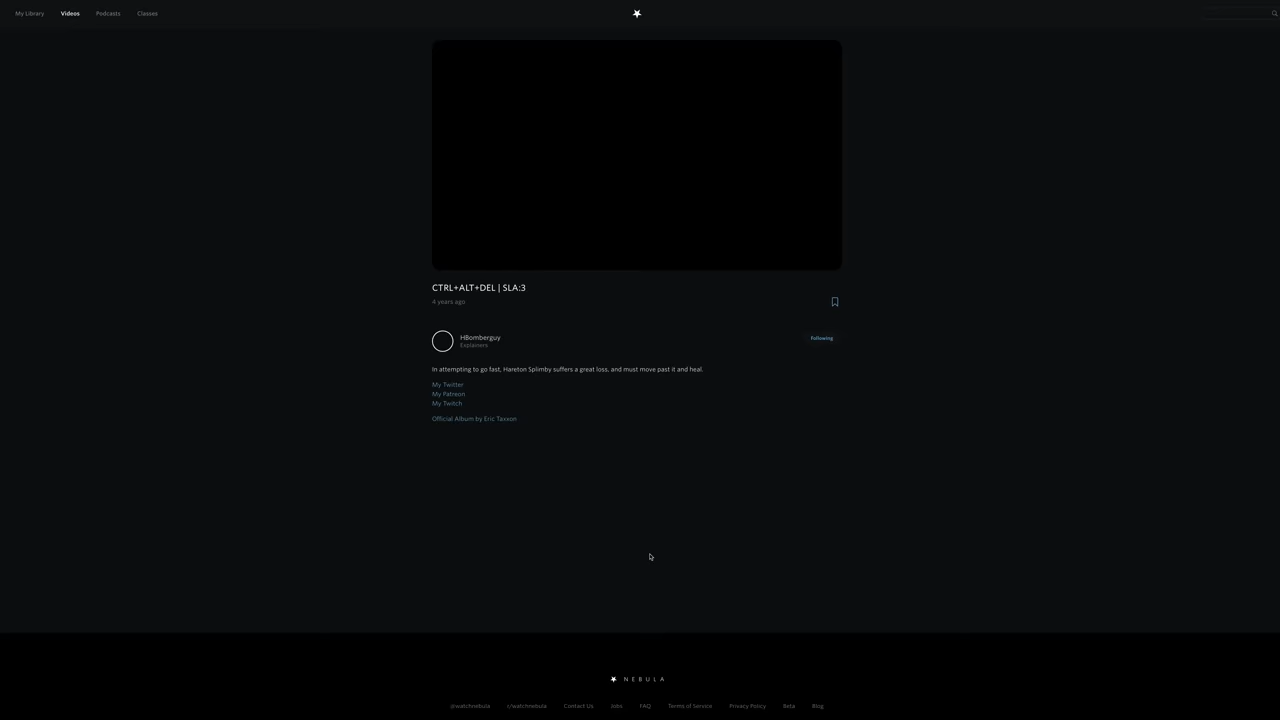 My Library Videos Podcasts Classes
CTRL+ALT+DEL | SLA:3
4 years ago
HBomberguy
Explainers
Following
In attempting to go fast, Hareton Splimby suffers a great loss, and must move past it and heal.
My Twitter
My Patreon
My Twitch
Official Album by Eric Taxxon
NEBULA
@watchnebula r/watchnebula Contact Us Jobs FAQ Terms of Service Privacy Policy Beta Blog